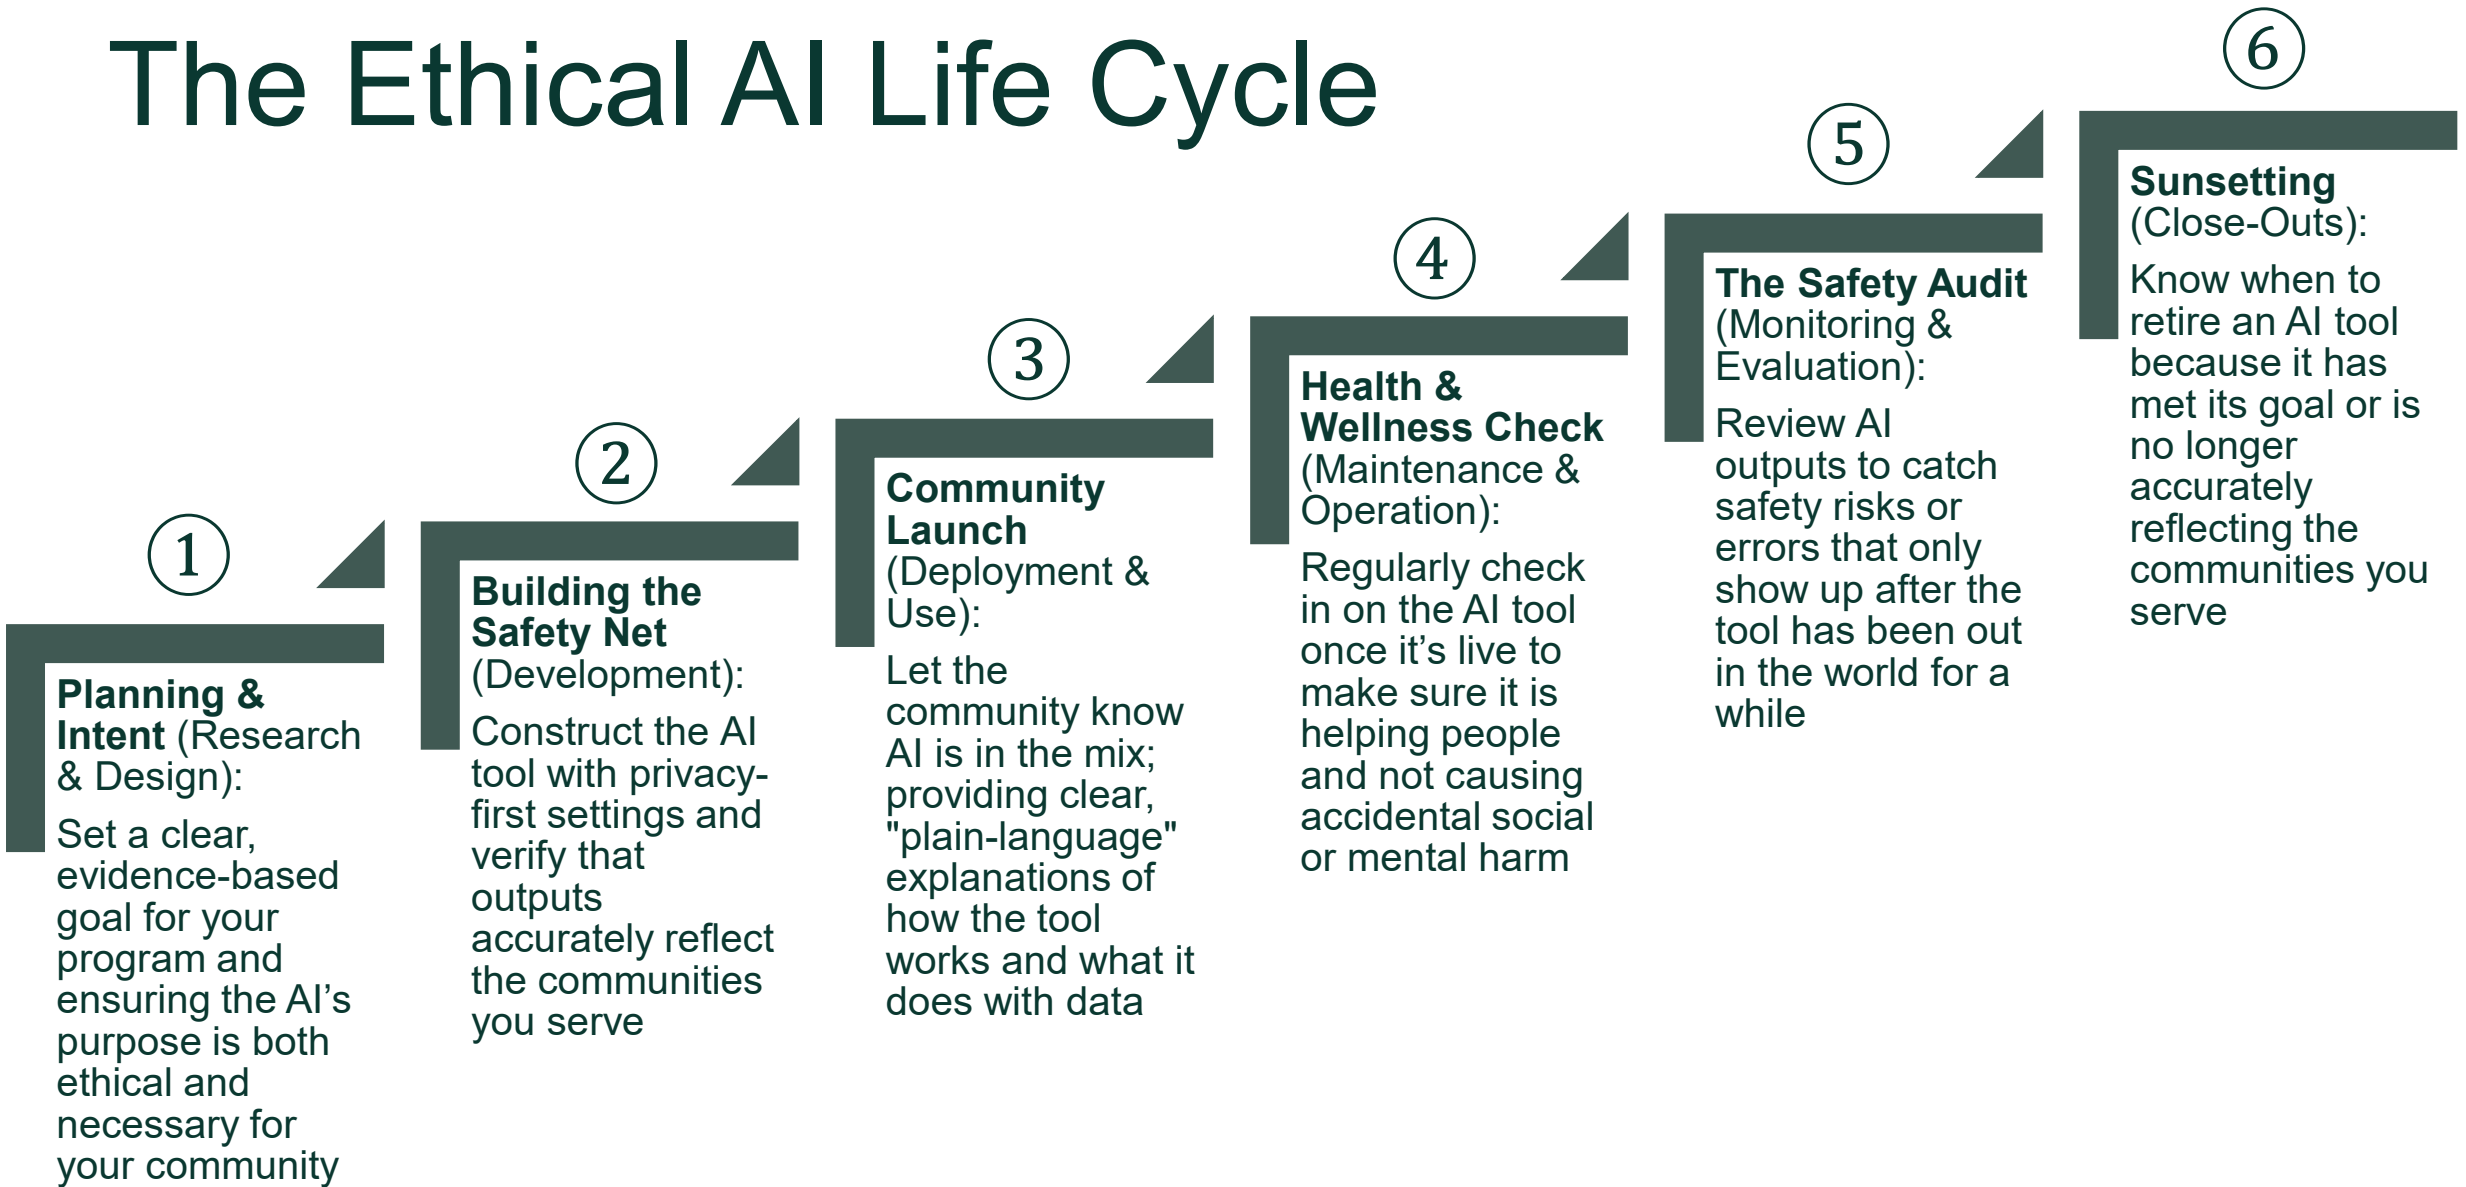 The Ethical AI Life Cycle
1
Planning &
Intent (Research
& Design):
Set a clear,
evidence-based
goal for your
program and
ensuring the AI’s
purpose is both
ethical and
necessary for
your community
2
Building the
Safety Net
(Development):
Construct the AI
tool with privacy-
first settings and
verify that
outputs
accurately reflect
the communities
you serve
3
Community
Launch
(Deployment &
Use):
Let the
community know
AI is in the mix;
providing clear,
"plain-language"
explanations of
how the tool
works and what it
does with data
4
Health &
Wellness Check
(Maintenance &
Operation):
Regularly check
in on the AI tool
once it’s live to
make sure it is
helping people
and not causing
accidental social
or mental harm
5
The Safety Audit
(Monitoring &
Evaluation):
Review AI
outputs to catch
safety risks or
errors that only
show up after the
tool has been out
in the world for a
while
6
Sunsetting
(Close-Outs):
Know when to
retire an AI tool
because it has
met its goal or is
no longer
accurately
reflecting the
communities you
serve